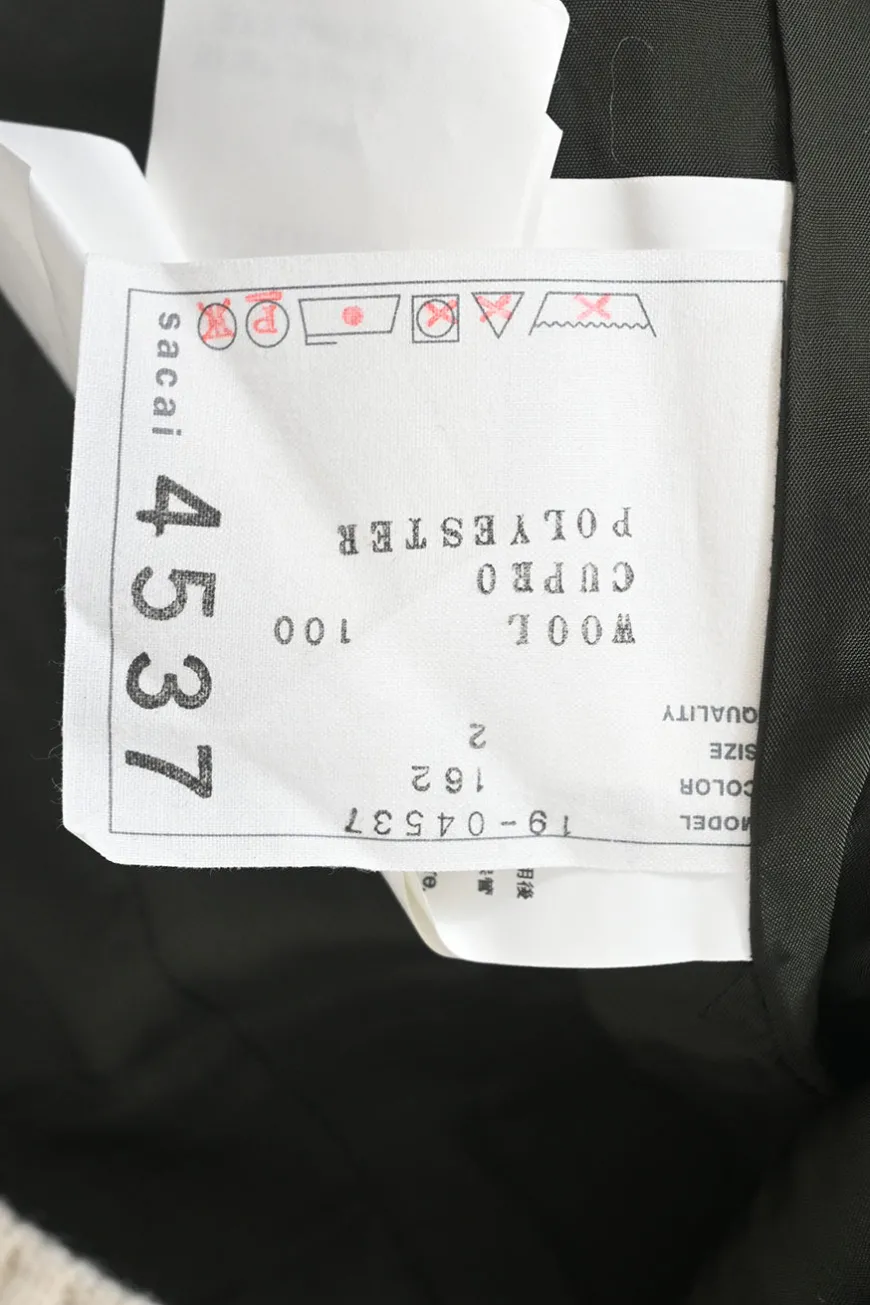 MODEL 19-04537
COLOR 162
SIZE 2
QUALITY
WOOL 100
CUPRO
POLYESTER
sacai 4537
P
W